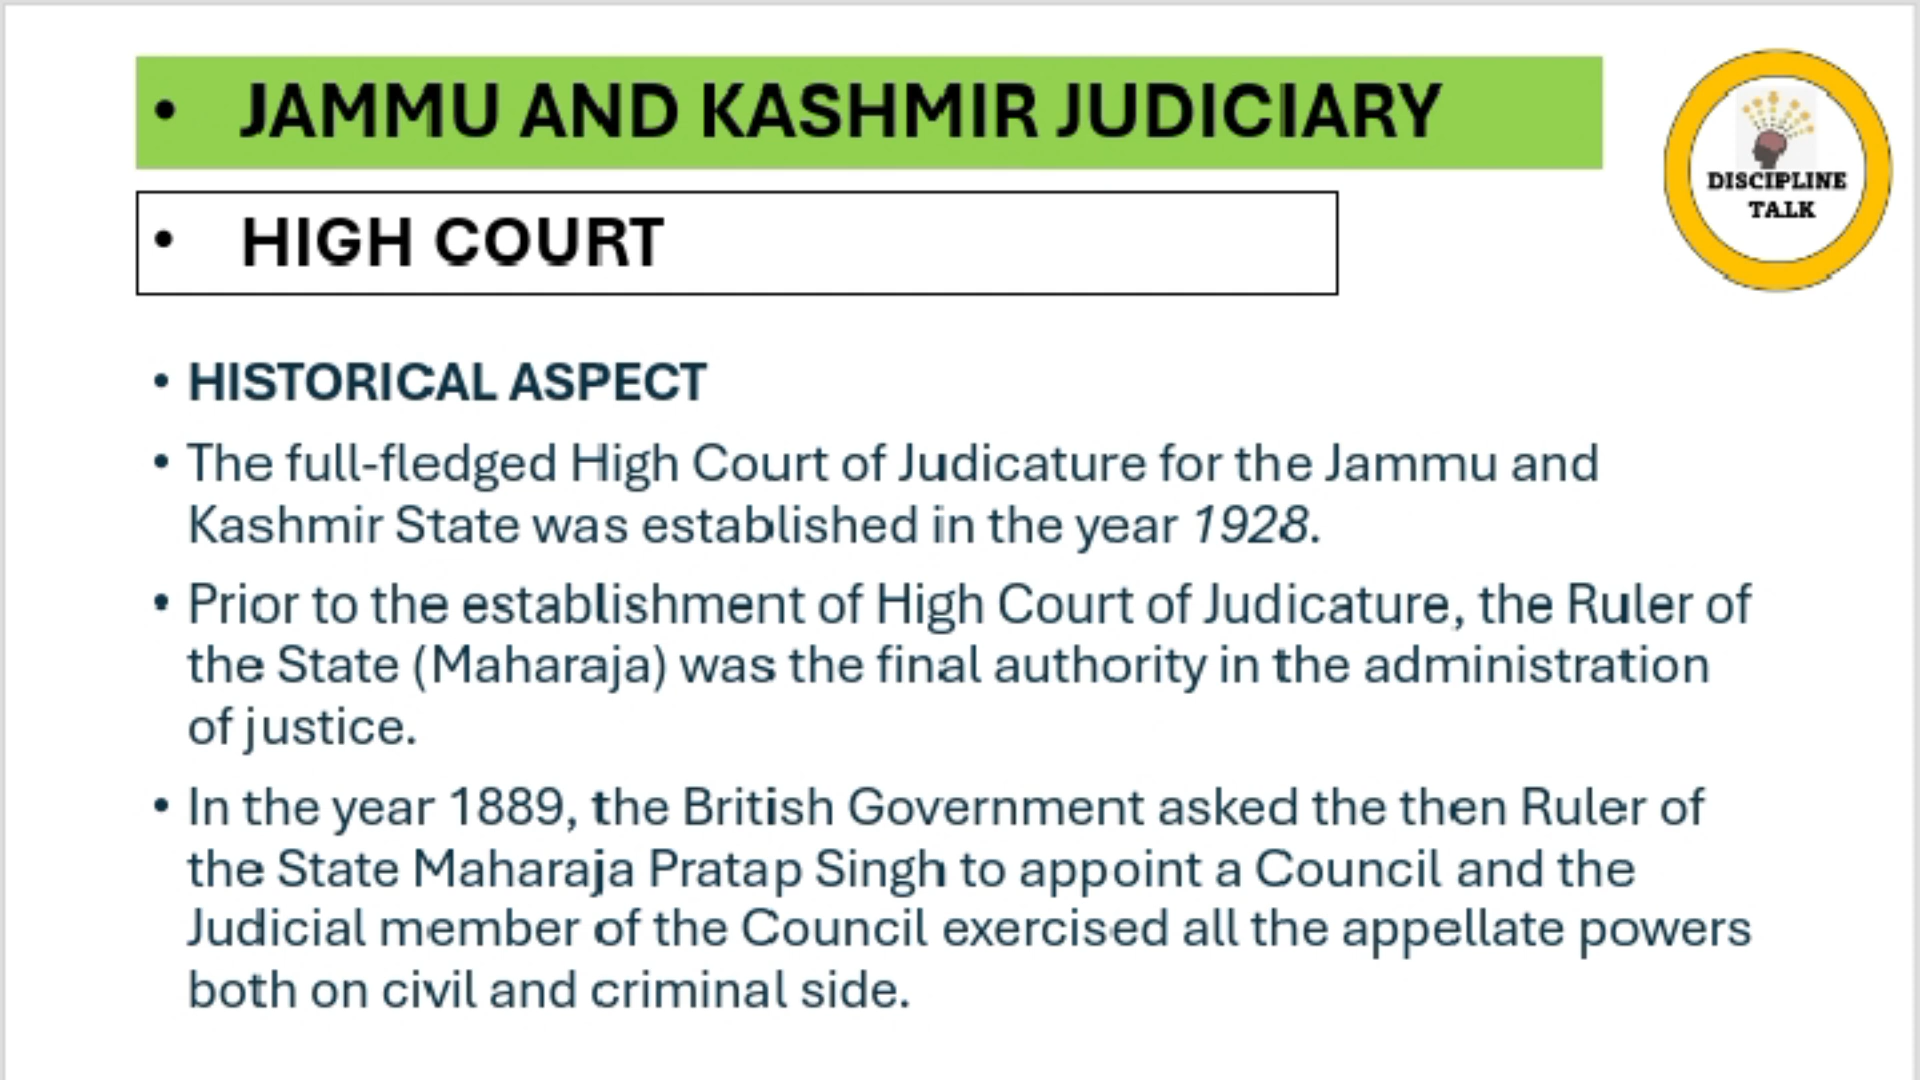 • JAMMU AND KASHMIR JUDICIARY
DISCIPLINE
TALK
• HIGH COURT
• HISTORICAL ASPECT
• The full-fledged High Court of Judicature for the Jammu and
Kashmir State was established in the year 1928.
• Prior to the establishment of High Court of Judicature, the Ruler of
the State (Maharaja) was the final authority in the administration
of justice.
• In the year 1889, the British Government asked the then Ruler of
the State Maharaja Pratap Singh to appoint a Council and the
Judicial member of the Council exercised all the appellate powers
both on civil and criminal side.